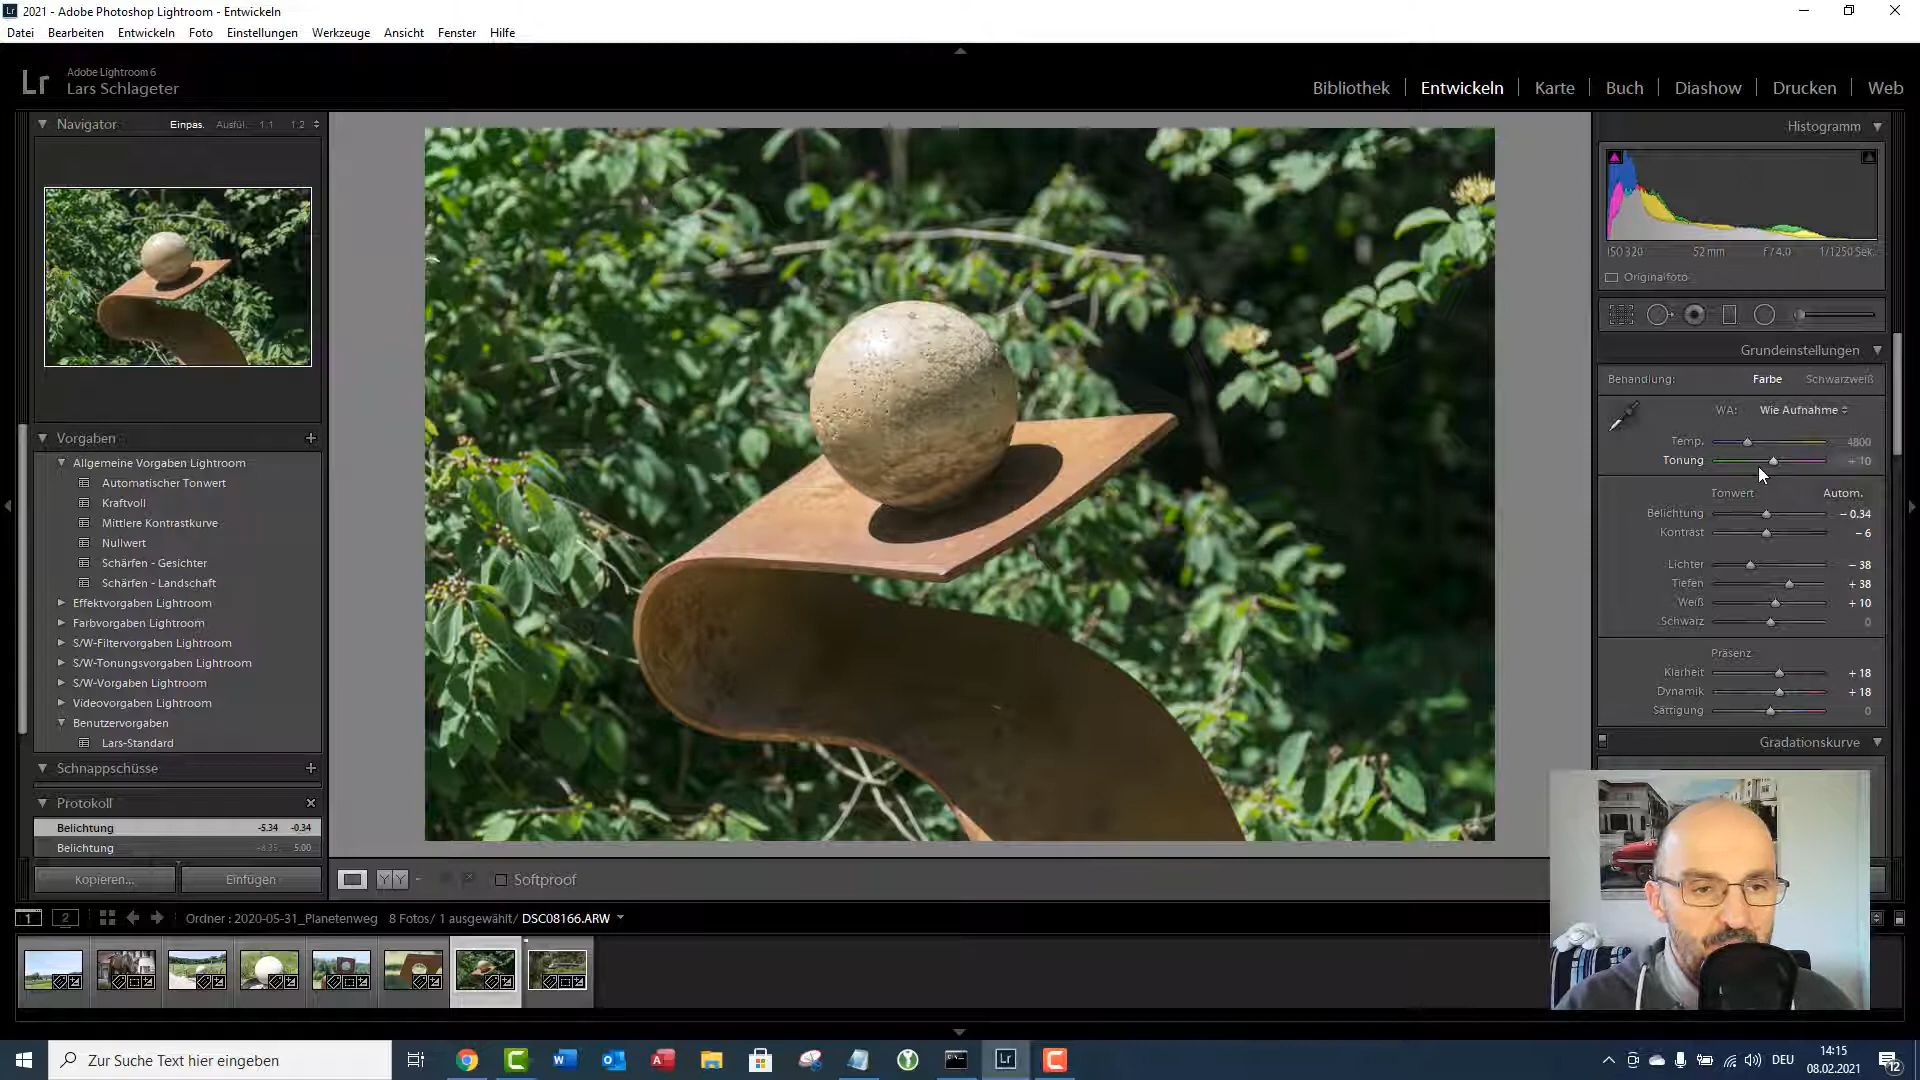 2021 - Adobe Photoshop Lightroom - Entwickeln
Datei Bearbeiten Entwickeln Foto Einstellungen Werkzeuge Ansicht Fenster Hilfe
Lr Adobe Lightroom 6
Lars Schlageter
Bibliothek | Entwickeln | Karte | Buch | Diashow | Drucken | Web
Navigator Einpas. Ausfül. 1:1 1:2
Vorgaben +
Allgemeine Vorgaben Lightroom
Automatischer Tonwert
Kraftvoll
Mittlere Kontrastkurve
Nullwert
Schärfen - Gesichter
Schärfen - Landschaft
Effektvorgaben Lightroom
Farbvorgaben Lightroom
S/W-Filtervorgaben Lightroom
S/W-Tonungsvorgaben Lightroom
S/W-Vorgaben Lightroom
Videovorgaben Lightroom
Benutzervorgaben
Lars-Standard
Schnappschüsse +
Protokoll
Belichtung -5.34 -0.34
Belichtung -4.35 5.00
Kopieren... Einfügen
Softproof
Histogramm
ISO 320 52 mm f / 4.0 1/1250 Sek.
Originalfoto
Grundeinstellungen
Behandlung: Farbe Schwarzweiß
WA: Wie Aufnahme
Temp. 4800
Tonung + 10
Tonwert Autom.
Belichtung - 0.34
Kontrast - 6
Lichter - 38
Tiefen + 38
Weiß + 10
Schwarz 0
Präsenz
Klarheit + 18
Dynamik + 18
Sättigung 0
Gradationskurve
1 2 Ordner : 2020-05-31_Planetenweg 8 Fotos/ 1 ausgewählt/ DSC08166.ARW
Zur Suche Text hier eingeben
DEU 14:15
08.02.2021
12